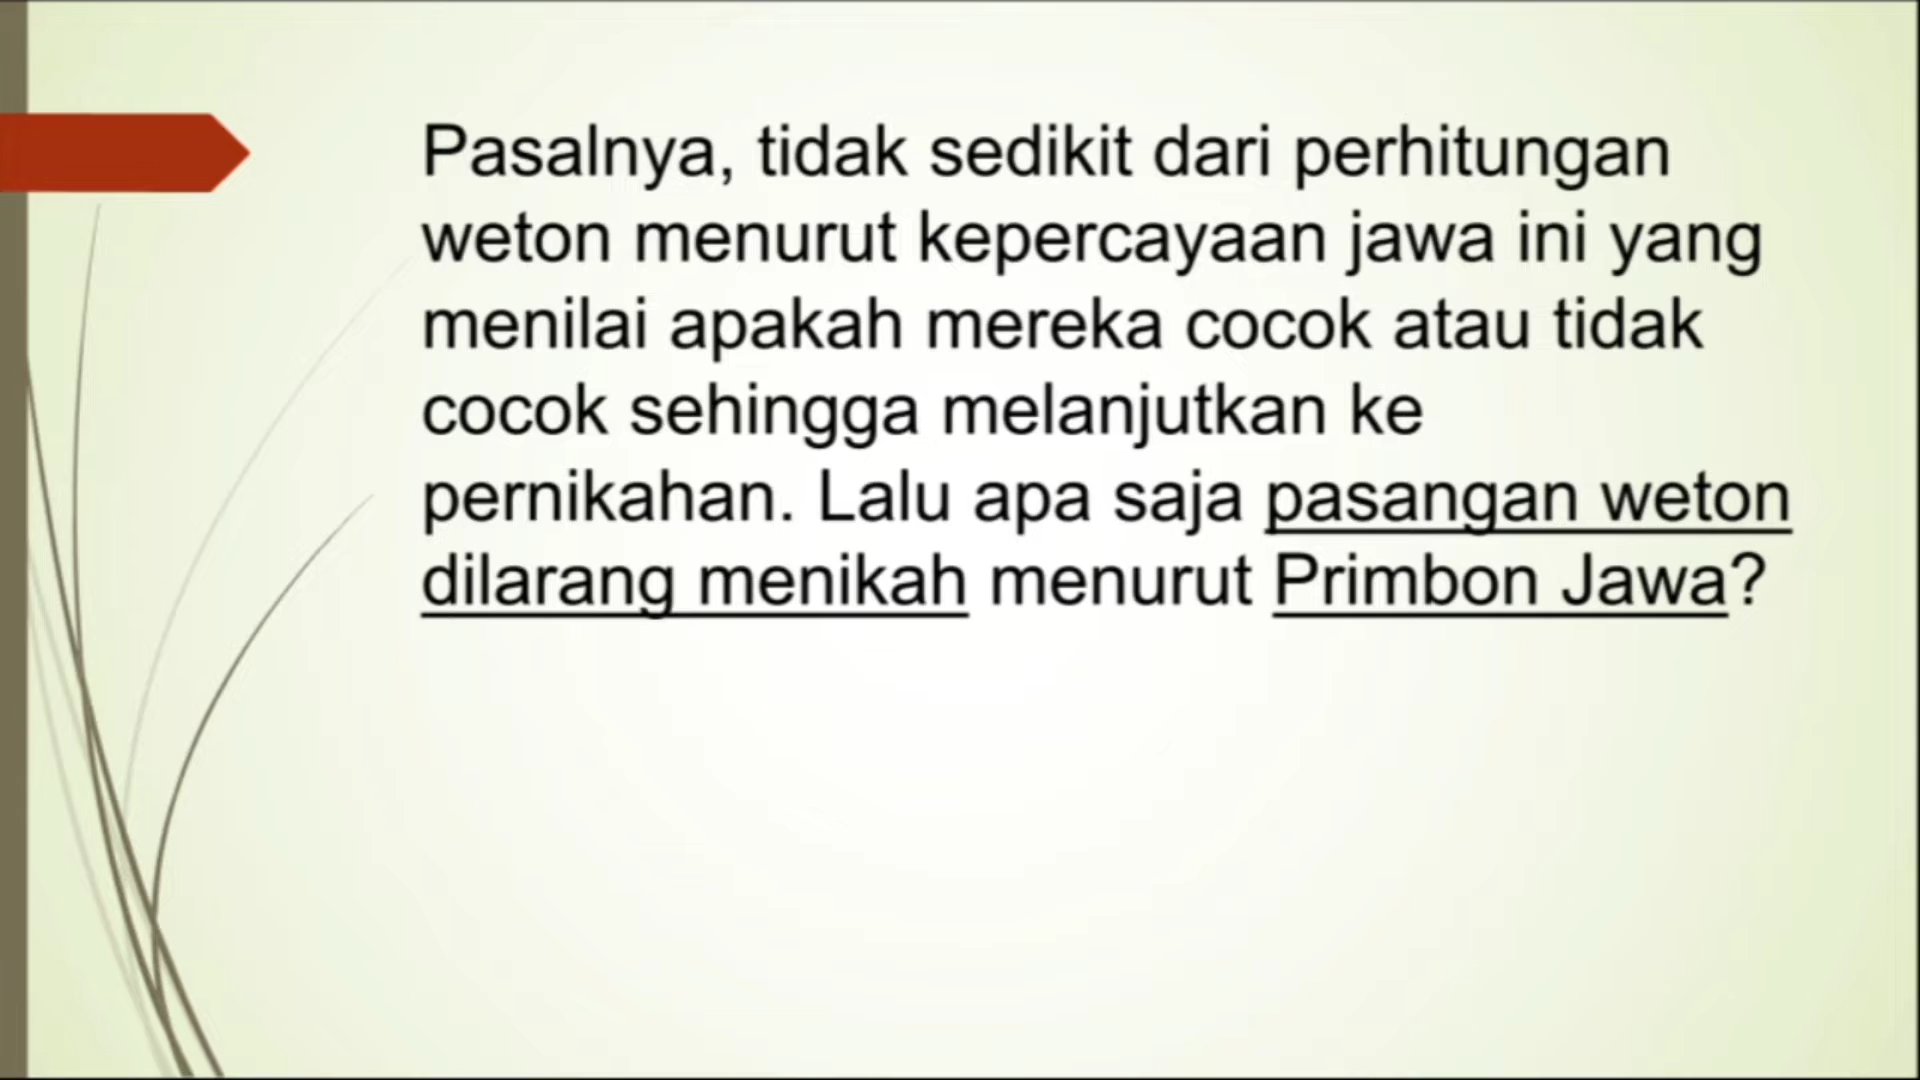 Pasalnya, tidak sedikit dari perhitungan
weton menurut kepercayaan jawa ini yang
menilai apakah mereka cocok atau tidak
cocok sehingga melanjutkan ke
pernikahan. Lalu apa saja pasangan weton
dilarang menikah menurut Primbon Jawa?